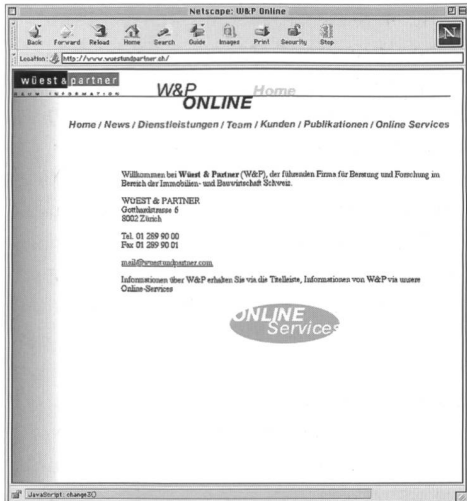 Netscape: W&P Online
Back Forward Reload Home Search Guide Images Print Security Stop
Location: http://www.wuestundpartner.ch/
N
wüest & partner
W&P Home
ONLINE
Home / News / Dienstleistungen / Team / Kunden / Publikationen / Online Services
Willkommen bei Wüest & Partner (W&P), der führenden Firma für Beratung und Forschung im
Bereich der Immobilien- und Bauwirtschaft Schweiz.
WÜEST & PARTNER
Gotthardstrasse 6
8002 Zürich
Tel. 01 289 90 00
Fax 01 289 90 01
mail@wuestundpartner.com
Informationen über W&P erhalten Sie via die Titelleiste, Informationen von W&P via unsere
Online-Services
ONLINE
Services
JavaScript: change3()